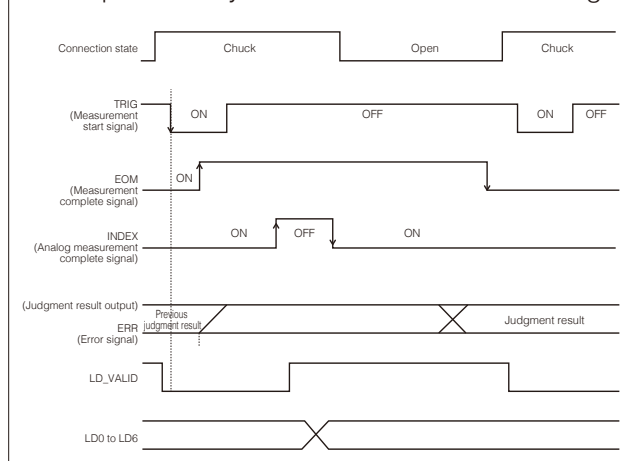 Connection state
Chuck
Open
Chuck
TRIG
(Measurement
start signal)
ON
OFF
ON
OFF
EOM
(Measurement
complete signal)
ON
INDEX
(Analog measurement
complete signal)
ON
OFF
ON
(Judgment result output)
ERR
(Error signal)
Previous
judgment result
Judgment result
LD_VALID
LD0 to LD6